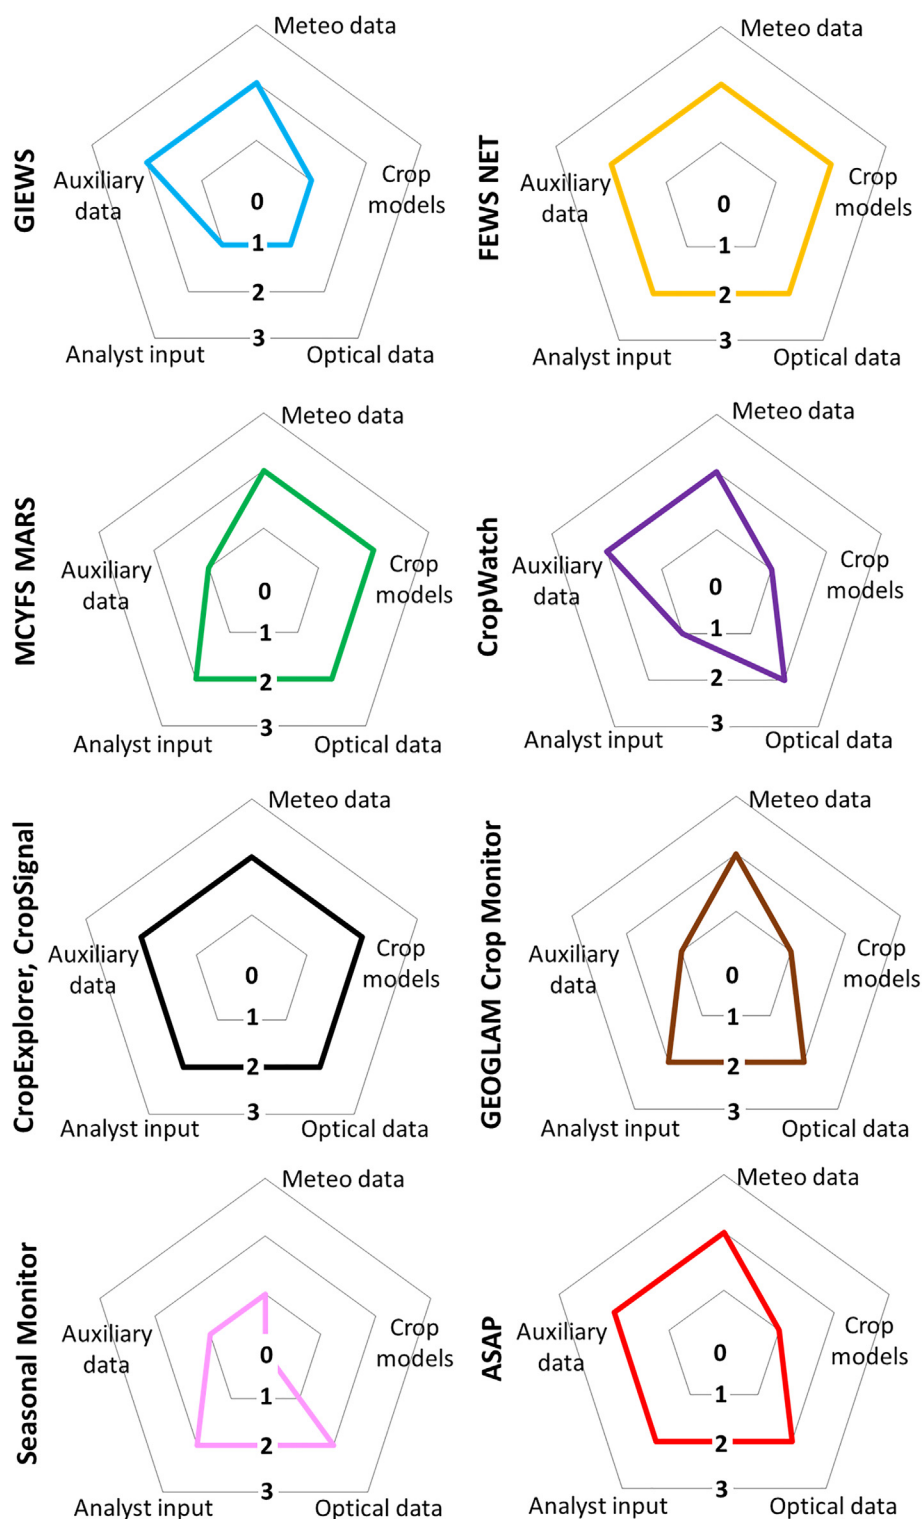 GIEWS
Meteo data
Auxiliary
data
Crop
models
0
1
2
3
Analyst input
Optical data
FEWS NET
Meteo data
Auxiliary
data
Crop
models
0
1
2
3
Analyst input
Optical data
MCYFS MARS
Meteo data
Auxiliary
data
Crop
models
0
1
2
3
Analyst input
Optical data
CropWatch
Meteo data
Auxiliary
data
Crop
models
0
1
2
3
Analyst input
Optical data
CropExplorer, CropSignal
Meteo data
Auxiliary
data
Crop
models
0
1
2
3
Analyst input
Optical data
GEOGLAM Crop Monitor
Meteo data
Auxiliary
data
Crop
models
0
1
2
3
Analyst input
Optical data
Seasonal Monitor
Meteo data
Auxiliary
data
Crop
models
0
1
2
3
Analyst input
Optical data
ASAP
Meteo data
Auxiliary
data
Crop
models
0
1
2
3
Analyst input
Optical data